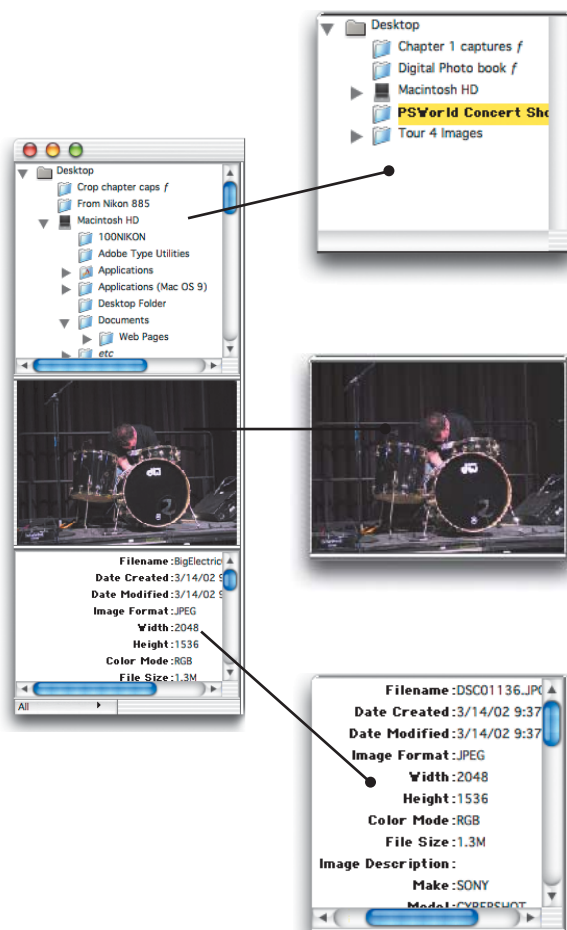 Desktop
Chapter 1 captures ƒ
Digital Photo book ƒ
Macintosh HD
PSWorld Concert Sho
Tour 4 Images
Desktop
Crop chapter caps ƒ
From Nikon 885
Macintosh HD
100NIKON
Adobe Type Utilities
Applications
Applications (Mac OS 9)
Desktop Folder
Documents
Web Pages
etc
Filename:BigElectric
Date Created:3/14/02 9
Date Modified:3/14/02 9
Image Format:JPEG
Width:2048
Height:1536
Color Mode:RGB
File Size:1.3M
All
Filename:DSC01136.JPG
Date Created:3/14/02 9:37
Date Modified:3/14/02 9:37
Image Format:JPEG
Width:2048
Height:1536
Color Mode:RGB
File Size:1.3M
Image Description:
Make:SONY
Model:CYBERSHOT